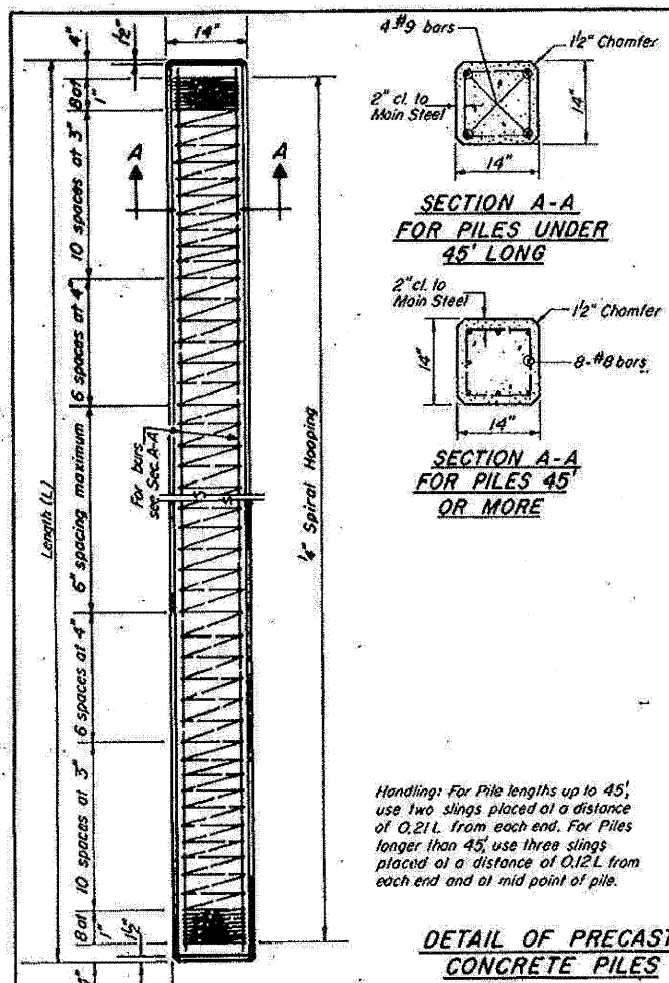 14"
4"
1½"
8 at
1"
10 spaces at 3"
6 spaces at 4"
6" spacing maximum
6 spaces at 4"
10 spaces at 3"
8 at
1"
1½"
Length (L)
A
A
For bars
see Sec. A-A
¼" Spiral Hooping
4 #9 bars
1½" Chamfer
2" cl. to
Main Steel
14"
14"
SECTION A-A
FOR PILES UNDER
45' LONG
2" cl. to
Main Steel
1½" Chamfer
14"
8-#8 bars
14"
SECTION A-A
FOR PILES 45'
OR MORE
Handling: For Pile lengths up to 45',
use two slings placed at a distance
of 0.21L from each end. For Piles
longer than 45', use three slings
placed at a distance of 0.12L from
each end and at mid point of pile.
DETAIL OF PRECAST
CONCRETE PILES